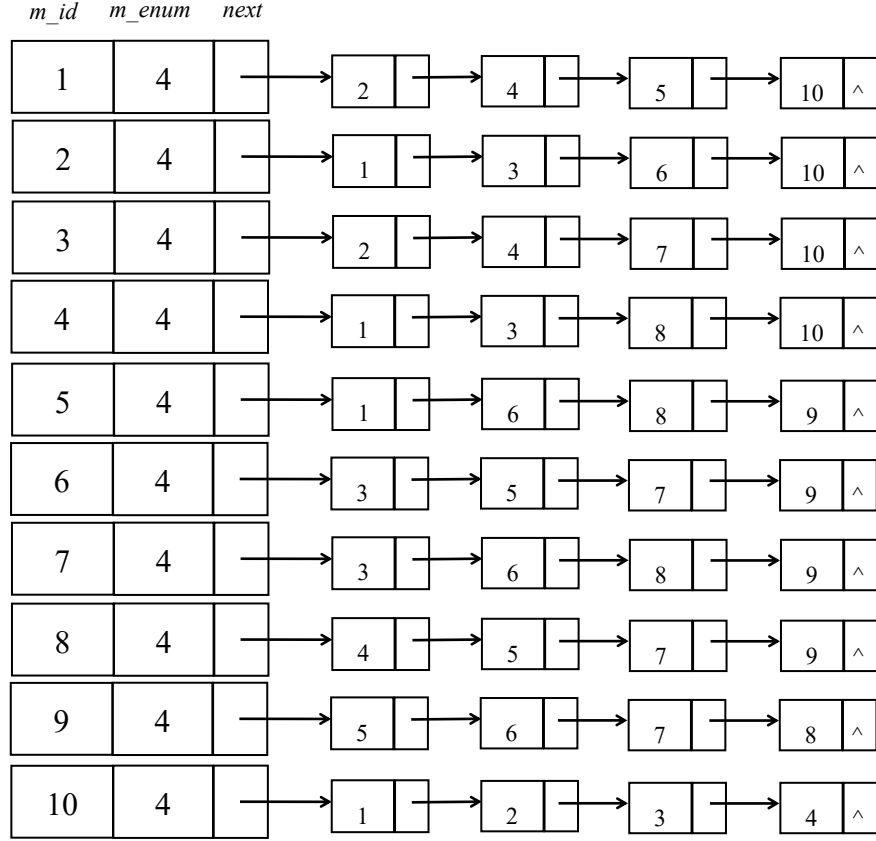 m_id m_enum next
1 4 2 4 5 10 ^
2 4 1 3 6 10 ^
3 4 2 4 7 10 ^
4 4 1 3 8 10 ^
5 4 1 6 8 9 ^
6 4 3 5 7 9 ^
7 4 3 6 8 9 ^
8 4 4 5 7 9 ^
9 4 5 6 7 8 ^
10 4 1 2 3 4 ^